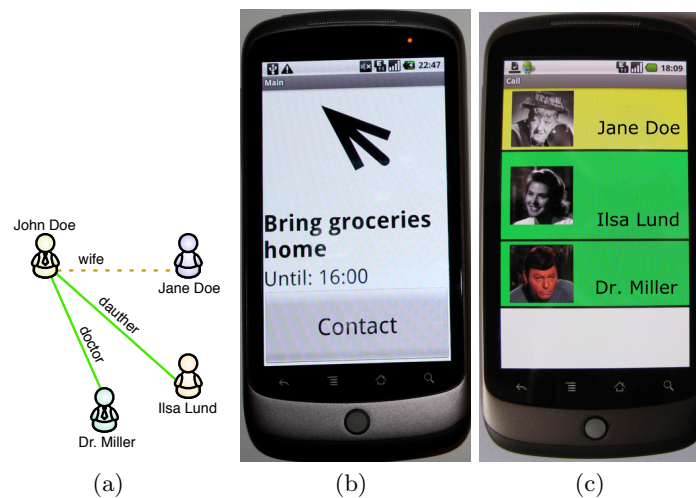 John Doe
wife
Jane Doe
dauther
doctor
Ilsa Lund
Dr. Miller
(a)
22:47
Main
Bring groceries
home
Until: 16:00
Contact
(b)
18:09
Call
Jane Doe
Ilsa Lund
Dr. Miller
(c)